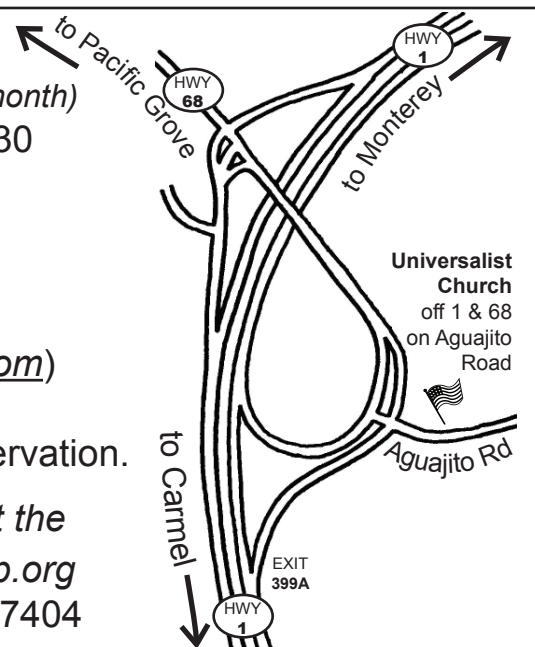 to Pacific Grove
HWY
68
HWY
1
to Monterey
month)
30
Universalist
Church
off 1 & 68
on Aguajito
Road
om)
ervation.
Aguajito Rd
t the
to Carmel
o.org
EXIT
399A
7404
HWY
1